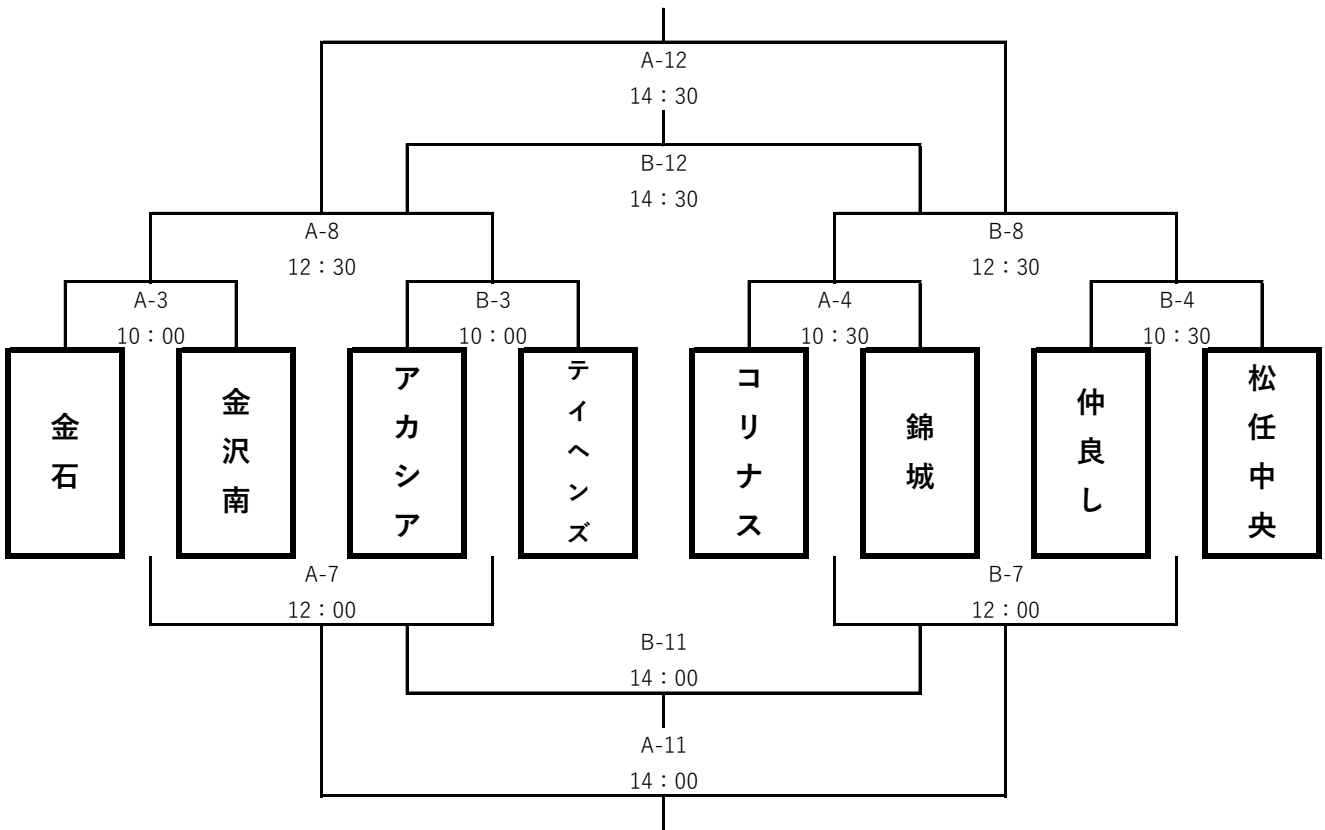 A-12
14：30
B-12
14：30
A-8
12：30
B-8
12：30
A-3
10：00
B-3
10：00
A-4
10：30
B-4
10：30
金石
金沢南
アカシア
テイヘンズ
コリナス
錦城
仲良し
松任中央
A-7
12：00
B-7
12：00
B-11
14：00
A-11
14：00